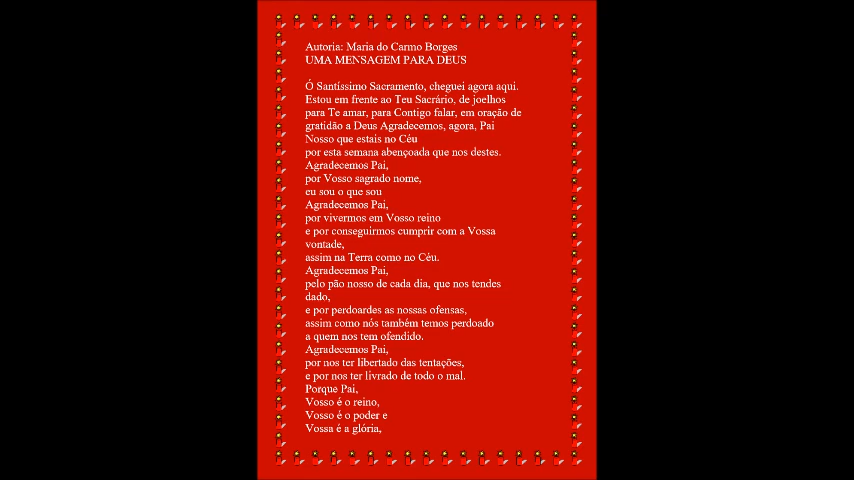 Autoria: Maria do Carmo Borges
UMA MENSAGEM PARA DEUS
Ó Santíssimo Sacramento, cheguei agora aqui.
Estou em frente ao Teu Sacrário, de joelhos
para Te amar, para Contigo falar, em oração de
gratidão a Deus Agradecemos, agora, Pai
Nosso que estais no Céu
por esta semana abençoada que nos destes.
Agradecemos Pai,
por Vosso sagrado nome,
eu sou o que sou
Agradecemos Pai,
por vivermos em Vosso reino
e por conseguirmos cumprir com a Vossa
vontade,
assim na Terra como no Céu.
Agradecemos Pai,
pelo pão nosso de cada dia, que nos tendes
dado,
e por perdoardes as nossas ofensas,
assim como nós também temos perdoado
a quem nos tem ofendido.
Agradecemos Pai,
por nos ter libertado das tentações,
e por nos ter livrado de todo o mal.
Porque Pai,
Vosso é o reino,
Vosso é o poder e
Vossa é a glória,